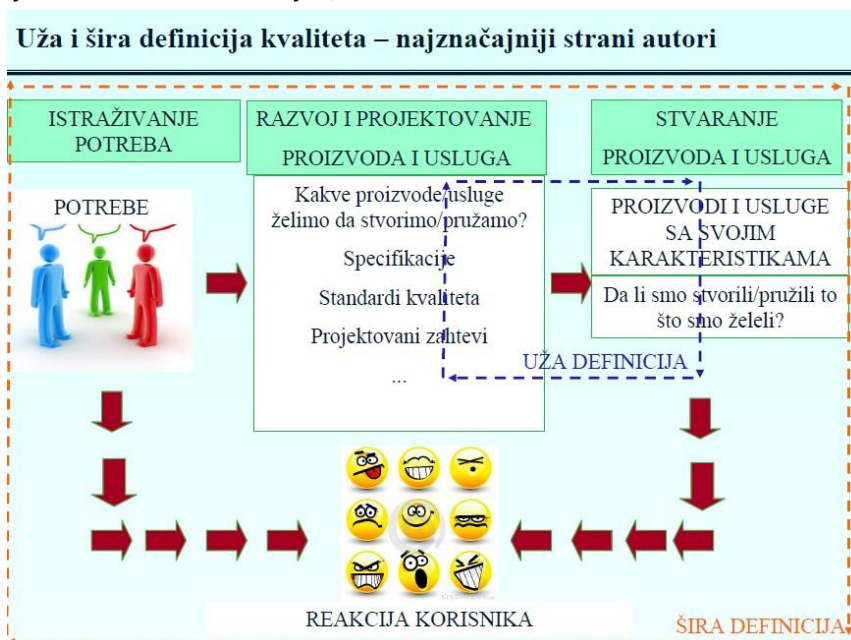 Uža i šira definicija kvaliteta – najznačajniji strani autori
ISTRAŽIVANJE
POTREBA
RAZVOJ I PROJEKTOVANJE
PROIZVODA I USLUGA
STVARANJE
PROIZVODA I USLUGA
POTREBE
Kakve proizvode/usluge
želimo da stvorimo/pružamo?
Specifikacije
Standardi kvaliteta
Projektovani zahtevi
...
PROIZVODI I USLUGE
SA SVOJIM
KARAKTERISTIKAMA
Da li smo stvorili/pružili to
što smo želeli?
UŽA DEFINICIJA
REAKCIJA KORISNIKA
ŠIRA DEFINICIJA